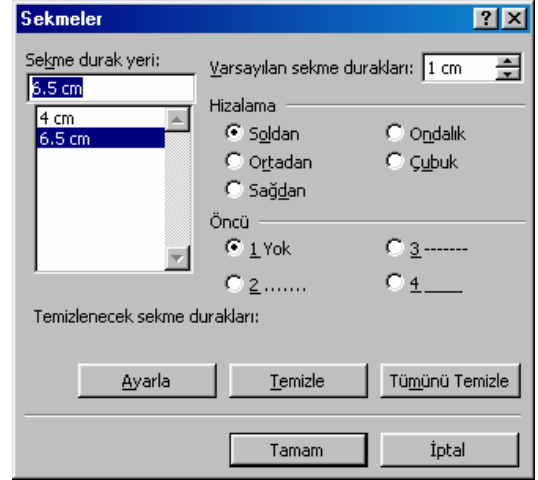 Sekmeler
Sekme durak yeri:
Varsayılan sekme durakları: 1 cm
6.5 cm
4 cm
6.5 cm
Hizalama
Soldan
Ondalık
Ortadan
Çubuk
Sağdan
Öncü
1 Yok
3 -------
2 .......
4 ____
Temizlenecek sekme durakları:
Ayarla
Temizle
Tümünü Temizle
Tamam
İptal